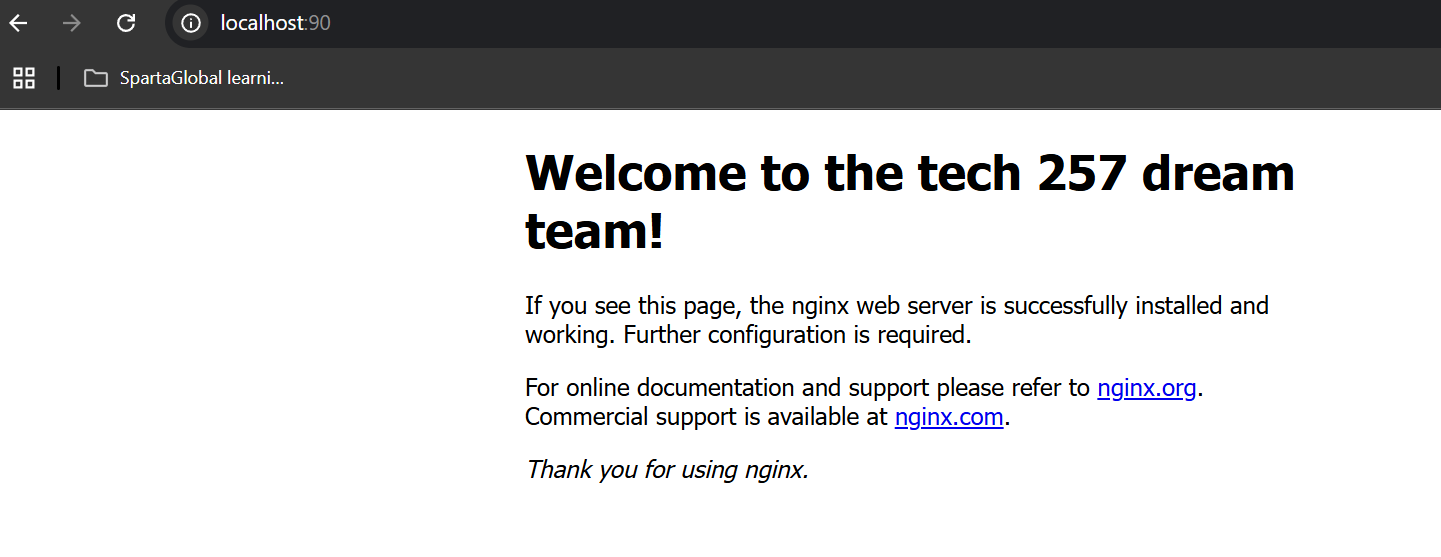 localhost:90
SpartaGlobal learni...
Welcome to the tech 257 dream
team!
If you see this page, the nginx web server is successfully installed and
working. Further configuration is required.
For online documentation and support please refer to nginx.org.
Commercial support is available at nginx.com.
Thank you for using nginx.